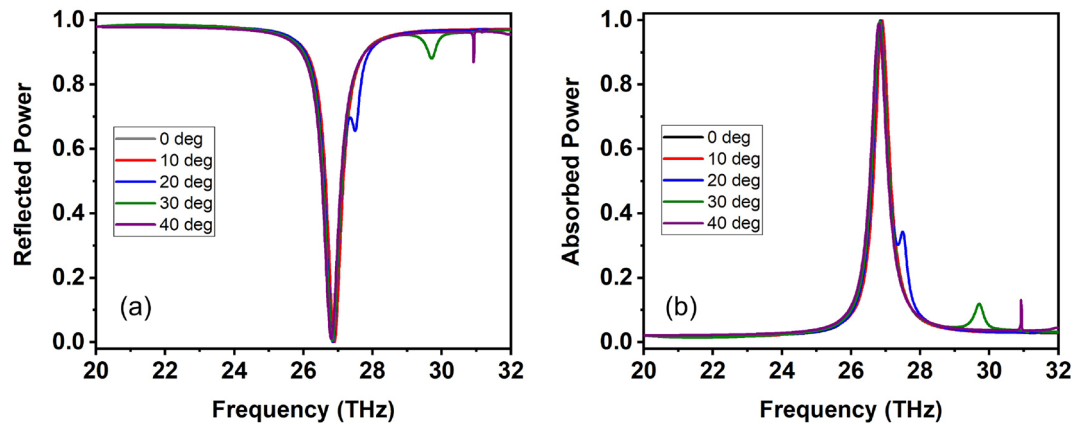 1.0
0.8
0.6
0.4
0.2
0.0
Reflected Power
0 deg
10 deg
20 deg
30 deg
40 deg
(a)
20 22 24 26 28 30 32
Frequency (THz)
1.0
0.8
0.6
0.4
0.2
0.0
Absorbed Power
0 deg
10 deg
20 deg
30 deg
40 deg
(b)
20 22 24 26 28 30 32
Frequency (THz)